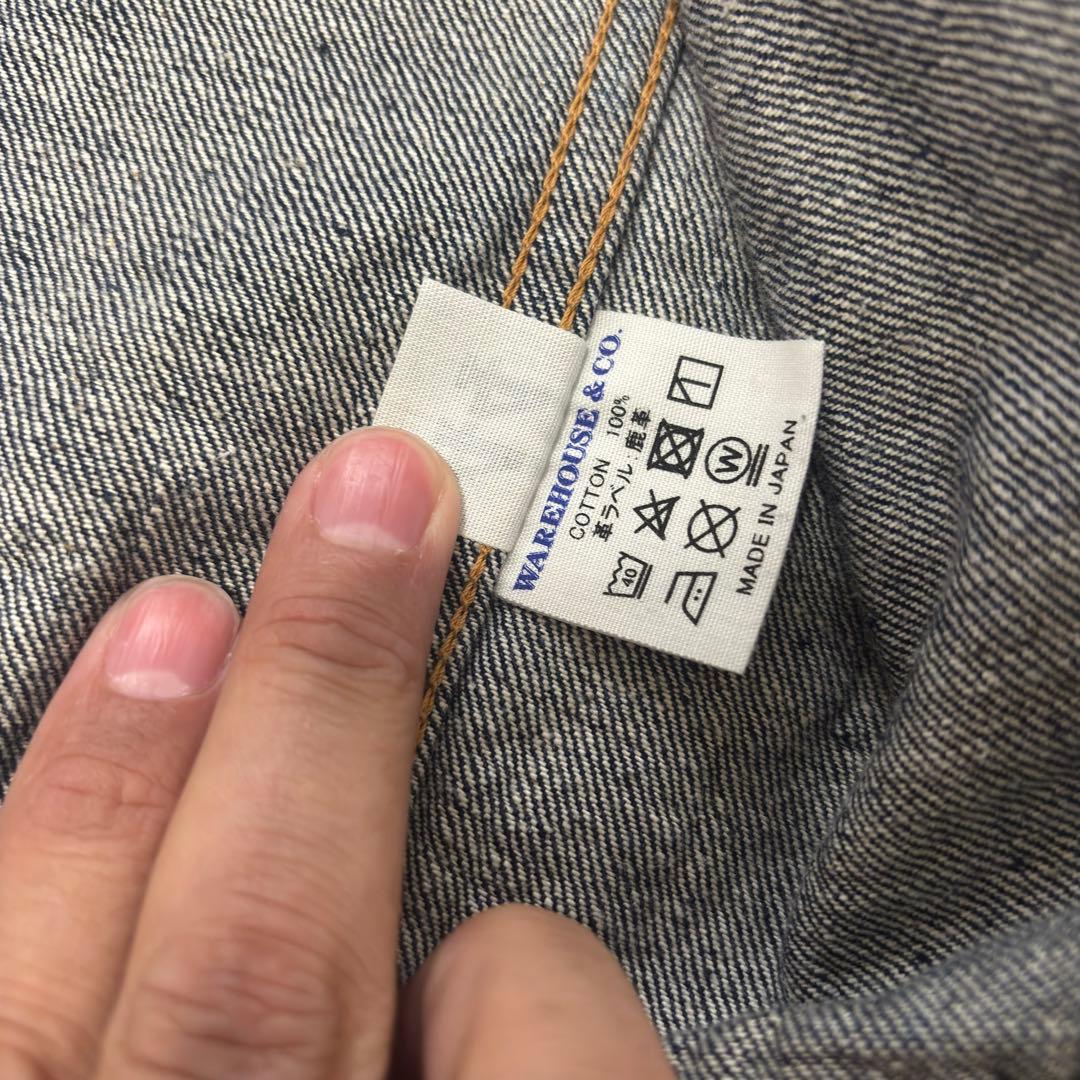 WAREHOUSE & CO.
COTTON 100%
革ラベル 鹿革
40
W
MADE IN JAPAN